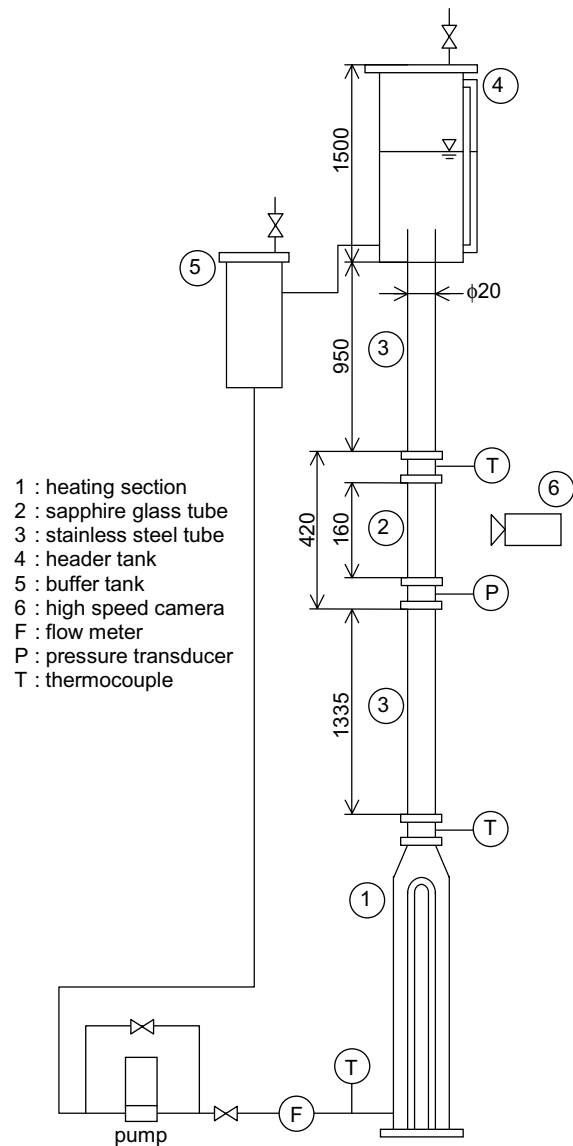 4
1500
5
ϕ20
3
950
T
6
2
160
420
P
1 : heating section
2 : sapphire glass tube
3 : stainless steel tube
4 : header tank
5 : buffer tank
6 : high speed camera
F : flow meter
P : pressure transducer
T : thermocouple
3
1335
T
1
T
F
pump